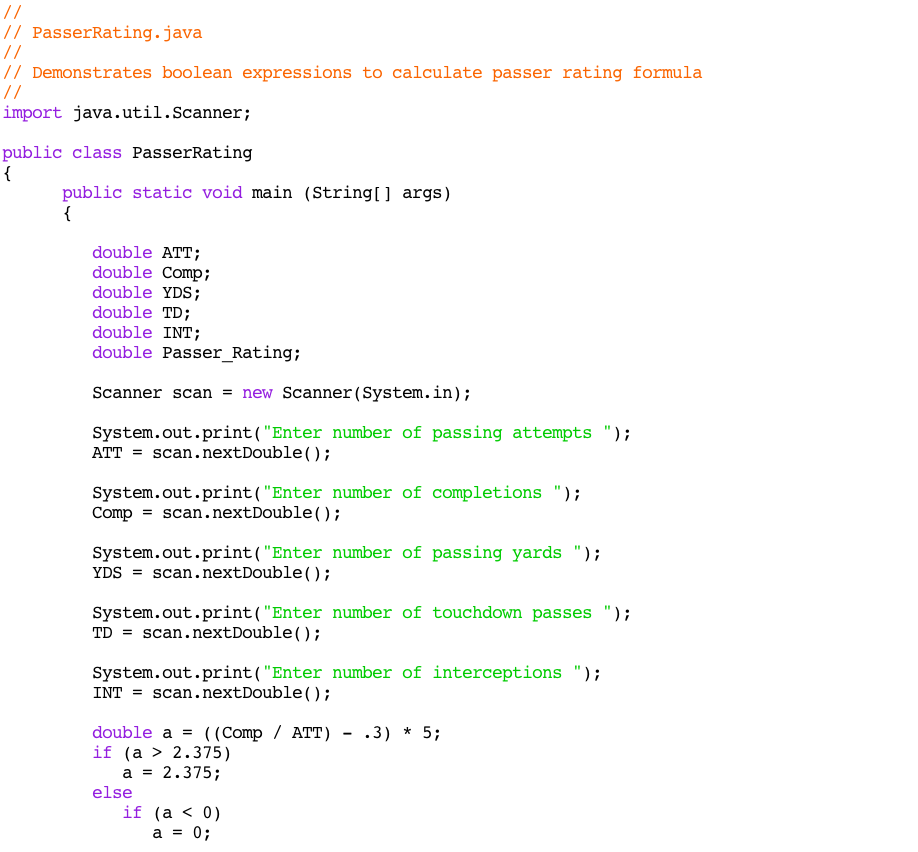 //
// PasserRating.java
//
// Demonstrates boolean expressions to calculate passer rating formula
//
import java.util.Scanner;

public class PasserRating
{
      public static void main (String[] args)
      {

         double ATT;
         double Comp;
         double YDS;
         double TD;
         double INT;
         double Passer_Rating;

         Scanner scan = new Scanner(System.in);

         System.out.print("Enter number of passing attempts ");
         ATT = scan.nextDouble();

         System.out.print("Enter number of completions ");
         Comp = scan.nextDouble();

         System.out.print("Enter number of passing yards ");
         YDS = scan.nextDouble();

         System.out.print("Enter number of touchdown passes ");
         TD = scan.nextDouble();

         System.out.print("Enter number of interceptions ");
         INT = scan.nextDouble();

         double a = ((Comp / ATT) - .3) * 5;
         if (a > 2.375)
            a = 2.375;
         else
            if (a < 0)
               a = 0;